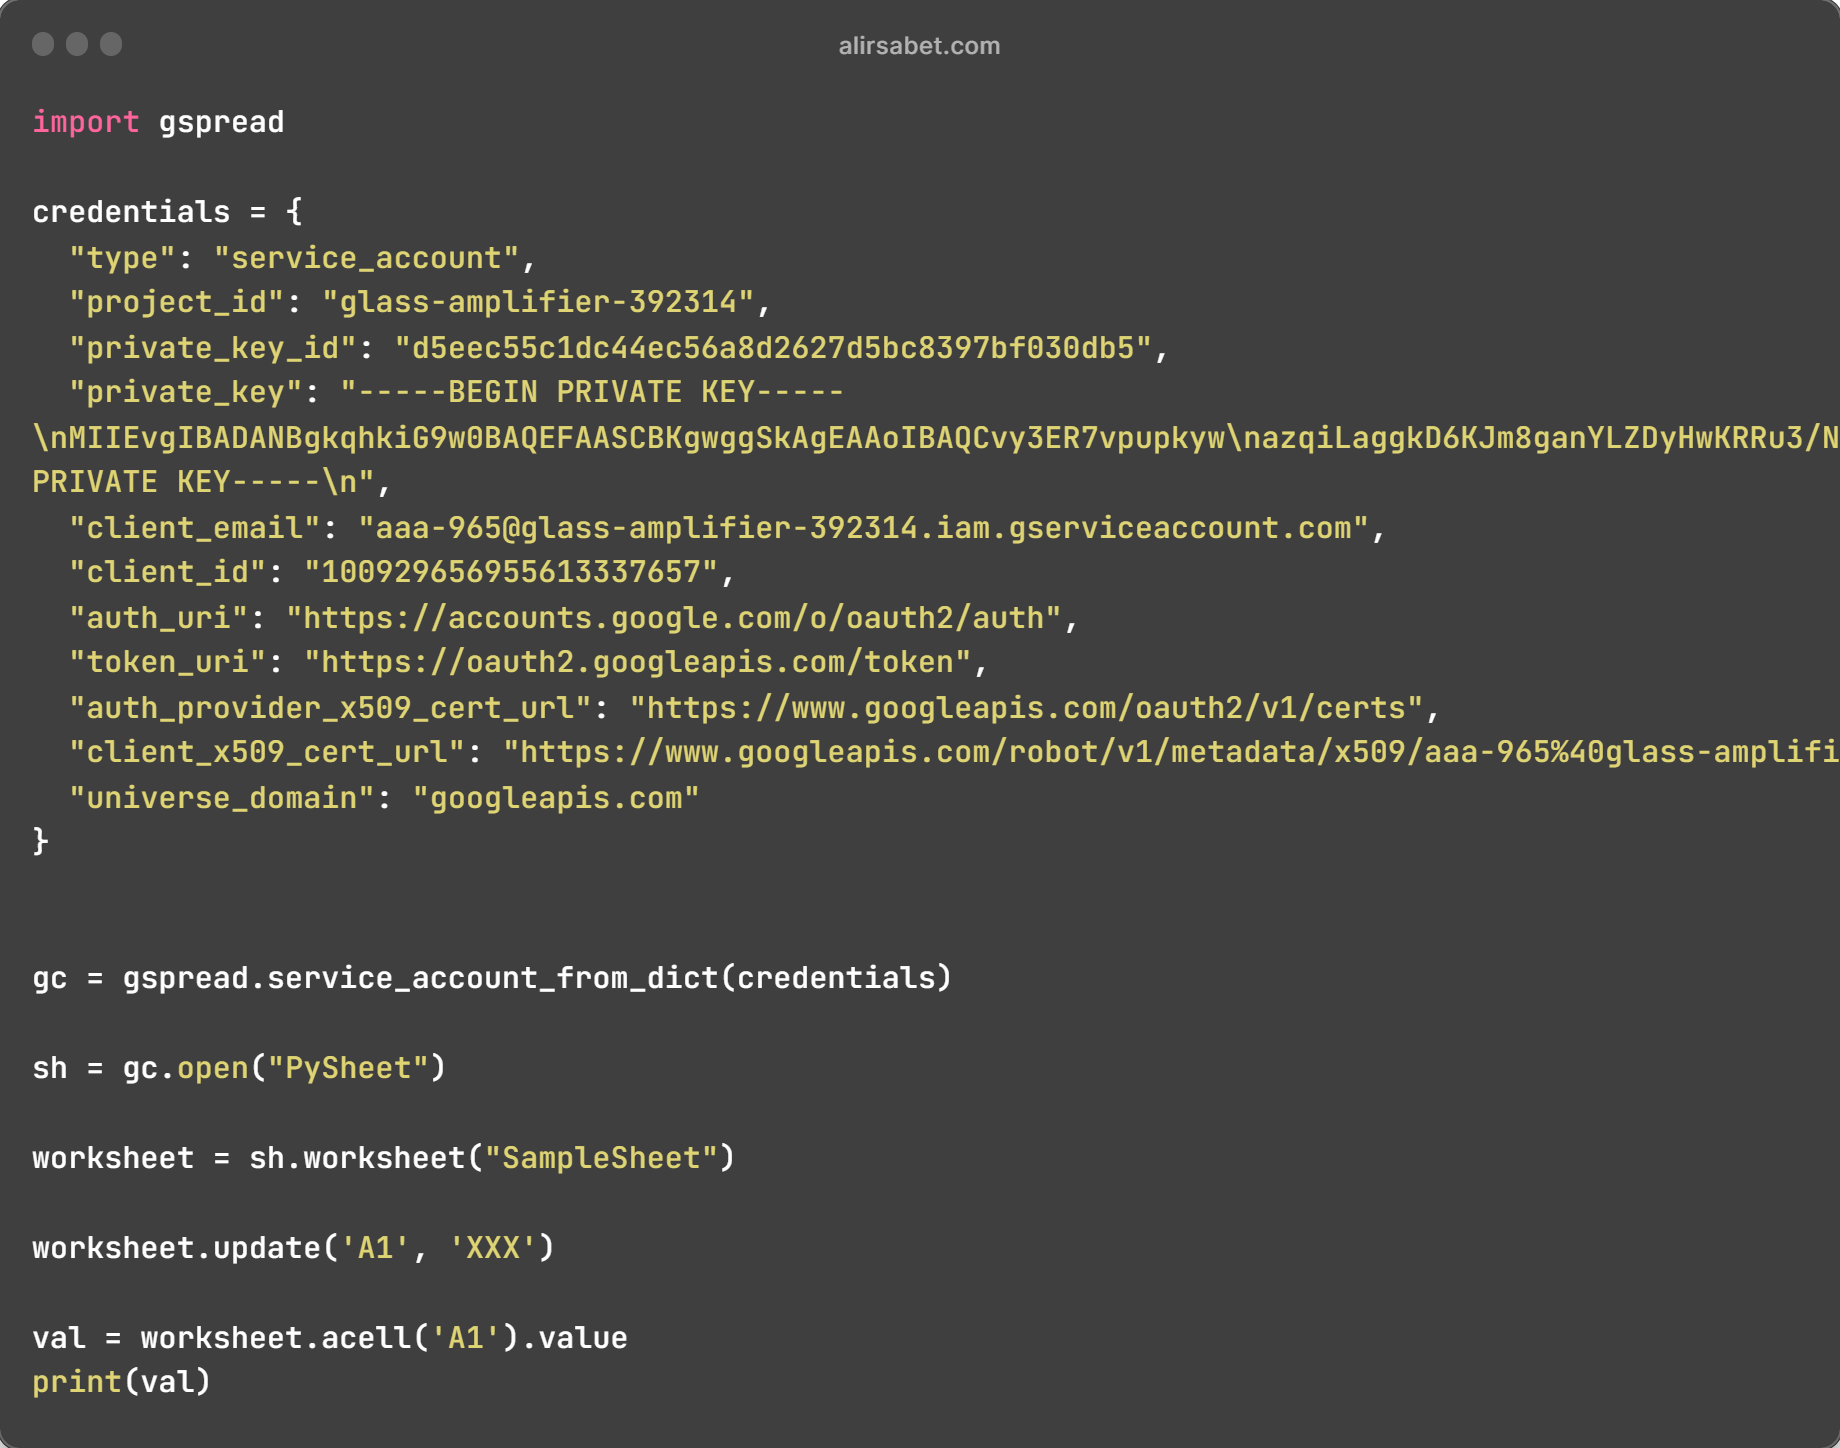 alirsabet.com
import gspread
credentials = {
"type": "service_account",
"project_id": "glass-amplifier-392314",
"private_key_id": "d5eec55c1dc44ec56a8d2627d5bc8397bf030db5",
"private_key": "-----BEGIN PRIVATE KEY-----
\nMIIEvgIBADANBgkqhkiG9w0BAQEFAASCBKgwggSkAgEAAoIBAQCvy3ER7vpupkyw\nazqiLaggkD6KJm8ganYLZDyHwKRRu3/N
PRIVATE KEY-----\n",
"client_email": "aaa-965@glass-amplifier-392314.iam.gserviceaccount.com",
"client_id": "100929656955613337657",
"auth_uri": "https://accounts.google.com/o/oauth2/auth",
"token_uri": "https://oauth2.googleapis.com/token",
"auth_provider_x509_cert_url": "https://www.googleapis.com/oauth2/v1/certs",
"client_x509_cert_url": "https://www.googleapis.com/robot/v1/metadata/x509/aaa-965%40glass-amplifi
"universe_domain": "googleapis.com"
}
gc = gspread.service_account_from_dict(credentials)
sh = gc.open("PySheet")
worksheet = sh.worksheet("SampleSheet")
worksheet.update('A1', 'XXX')
val = worksheet.acell('A1').value
print(val)